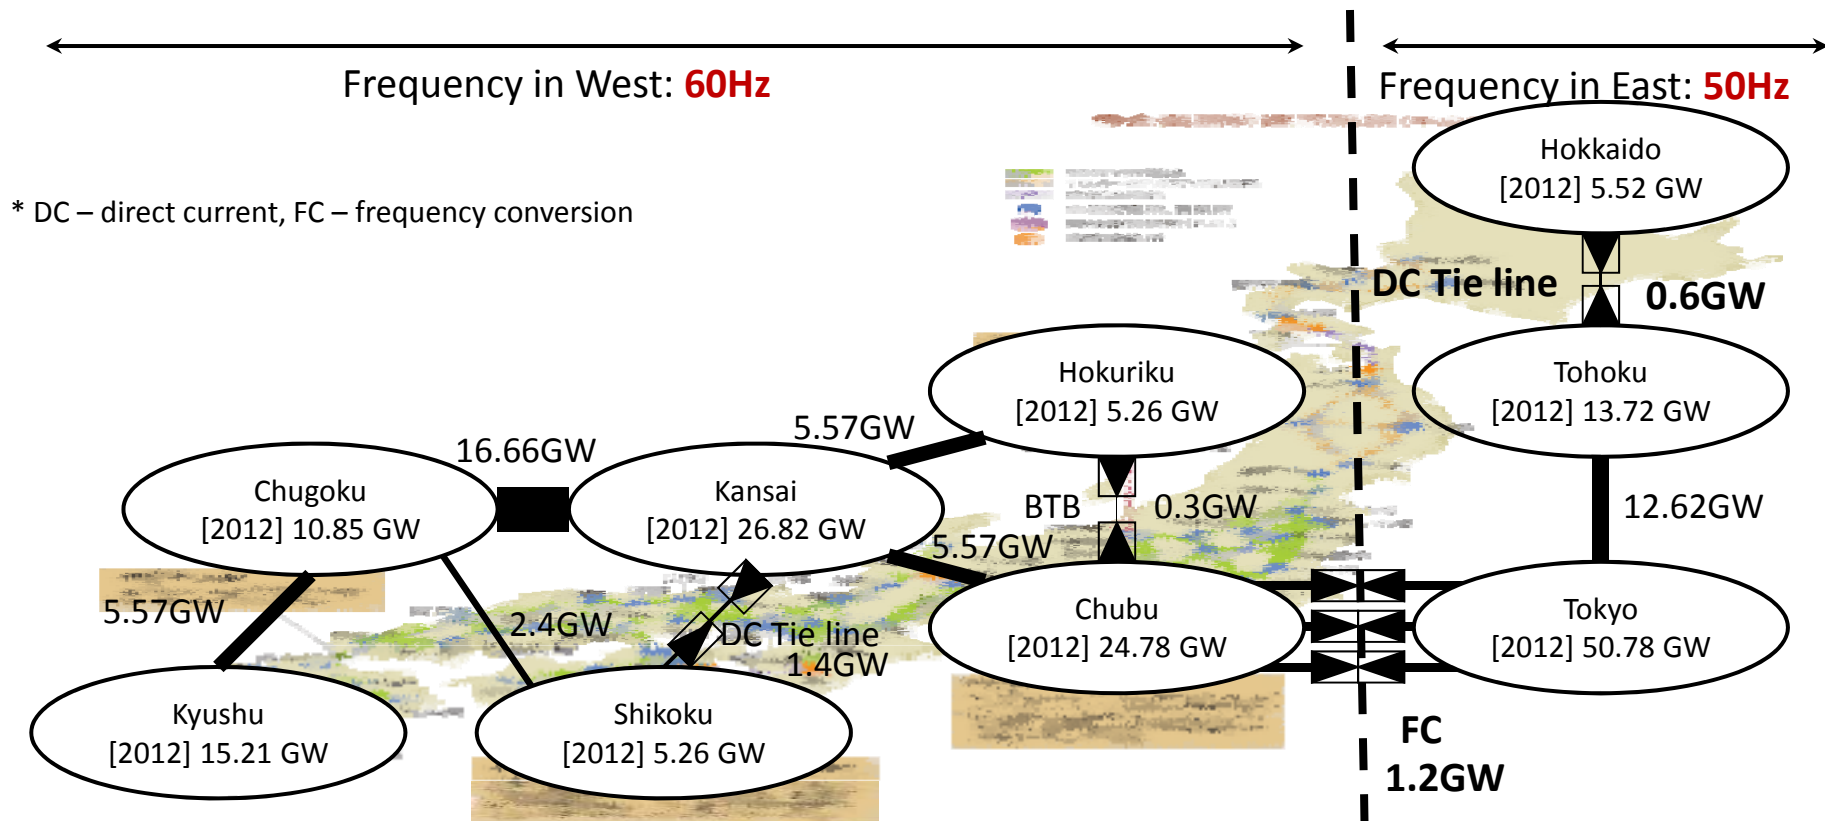 Frequency in West: 60Hz
Frequency in East: 50Hz
* DC – direct current, FC – frequency conversion
Hokkaido
[2012] 5.52 GW
DC Tie line
0.6GW
Hokuriku
[2012] 5.26 GW
Tohoku
[2012] 13.72 GW
5.57GW
16.66GW
Chugoku
[2012] 10.85 GW
Kansai
[2012] 26.82 GW
BTB
0.3GW
12.62GW
5.57GW
5.57GW
2.4GW
DC Tie line
1.4GW
Chubu
[2012] 24.78 GW
Tokyo
[2012] 50.78 GW
Kyushu
[2012] 15.21 GW
Shikoku
[2012] 5.26 GW
FC
1.2GW